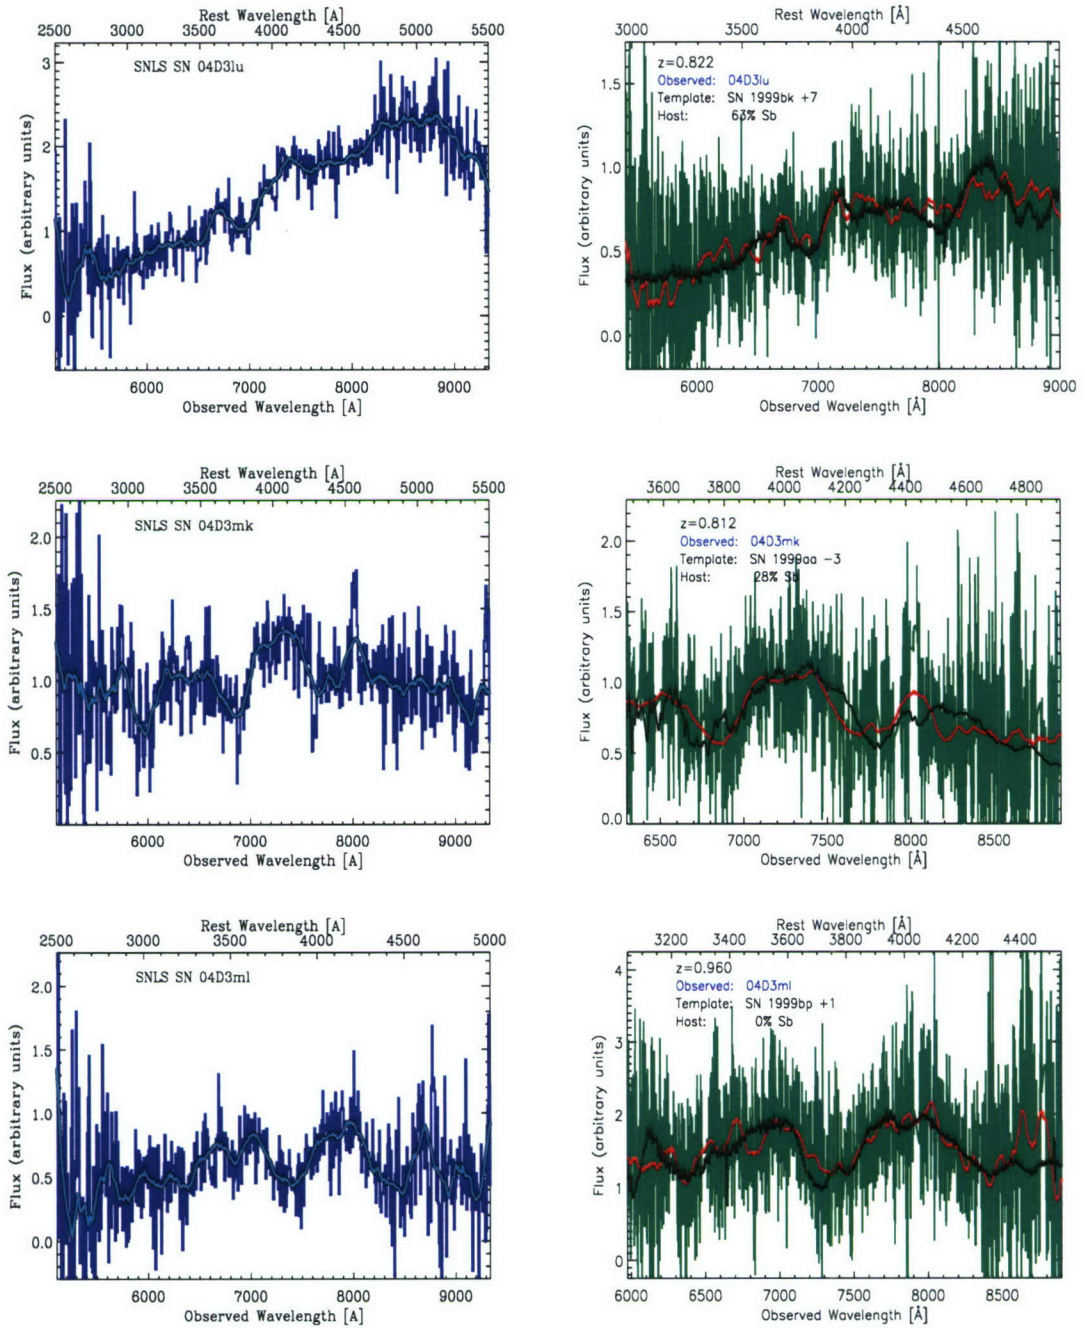 Rest Wavelength [A]
2500 3000 3500 4000 4500 5000 5500
SNLS SN 04D3lu
Flux (arbitrary units)
3
2
1
0
6000 7000 8000 9000
Observed Wavelength [A]
Rest Wavelength [Å]
3000 3500 4000 4500
z=0.822
Observed: 04D3lu
Template: SN 1999bk +7
Host: 63% Sb
Flux (arbitrary units)
1.5
1.0
0.5
0.0
6000 7000 8000 9000
Observed Wavelength [Å]
Rest Wavelength [A]
2500 3000 3500 4000 4500 5000 5500
SNLS SN 04D3mk
Flux (arbitrary units)
2.0
1.5
1.0
0.5
6000 7000 8000 9000
Observed Wavelength [A]
Rest Wavelength [Å]
3600 3800 4000 4200 4400 4600 4800
z=0.812
Observed: 04D3mk
Template: SN 1999aa -3
Host: 28% Sb
Flux (arbitrary units)
2.0
1.5
1.0
0.5
0.0
6500 7000 7500 8000 8500
Observed Wavelength [Å]
Rest Wavelength [A]
2500 3000 3500 4000 4500 5000
SNLS SN 04D3ml
Flux (arbitrary units)
2.0
1.5
1.0
0.5
0.0
6000 7000 8000 9000
Observed Wavelength [A]
Rest Wavelength [Å]
3200 3400 3600 3800 4000 4200 4400
z=0.960
Observed: 04D3ml
Template: SN 1999bp +1
Host: 0% Sb
Flux (arbitrary units)
4
3
2
1
0
6000 6500 7000 7500 8000 8500
Observed Wavelength [Å]